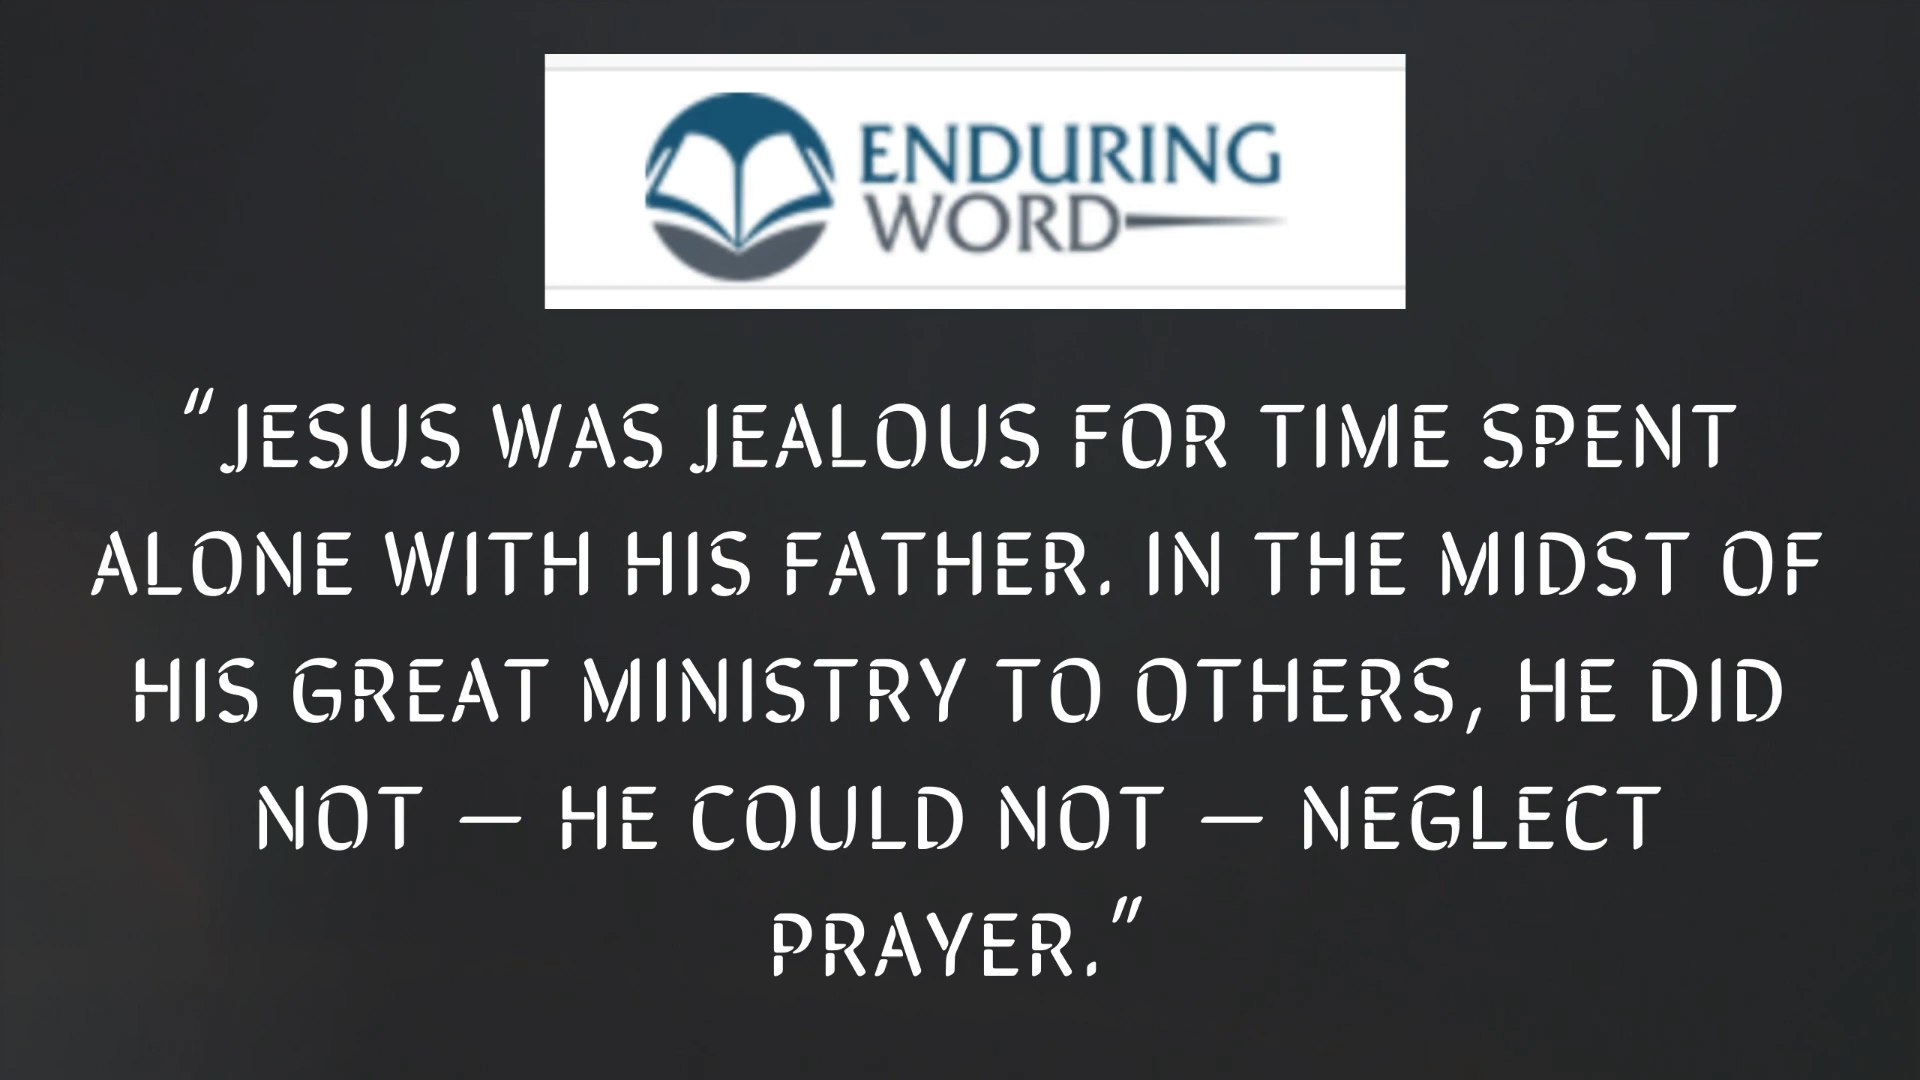 ENDURING
WORD
“JESUS WAS JEALOUS FOR TIME SPENT
ALONE WITH HIS FATHER. IN THE MIDST OF
HIS GREAT MINISTRY TO OTHERS, HE DID
NOT – HE COULD NOT – NEGLECT
PRAYER.”